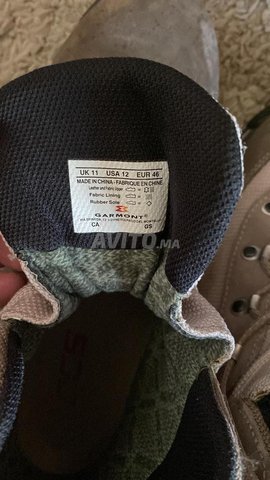 UK 11 USA 12 EUR 46
MADE IN CHINA - FABRIQUE EN CHINE
Leather and Fabric Upper
Fabric Lining
Rubber Sole
GARMONT
CA GS
AVITO.MA